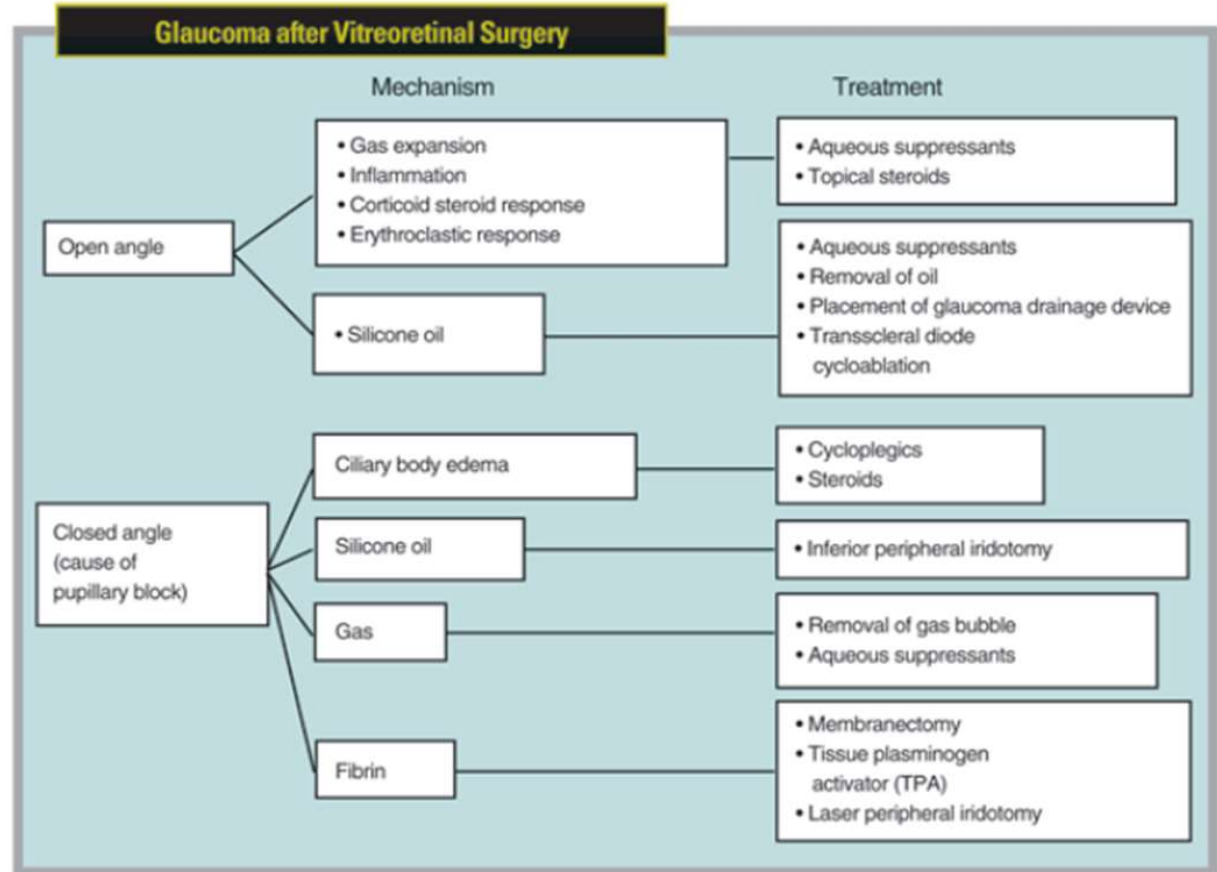 Glaucoma after Vitreoretinal Surgery
Mechanism
Treatment
Open angle
• Gas expansion
• Inflammation
• Corticoid steroid response
• Erythroclastic response
• Aqueous suppressants
• Topical steroids
• Silicone oil
• Aqueous suppressants
• Removal of oil
• Placement of glaucoma drainage device
• Transscleral diode
cycloablation
Closed angle
(cause of
pupillary block)
Ciliary body edema
• Cycloplegics
• Steroids
Silicone oil
• Inferior peripheral iridotomy
Gas
• Removal of gas bubble
• Aqueous suppressants
Fibrin
• Membranectomy
• Tissue plasminogen
activator (TPA)
• Laser peripheral iridotomy